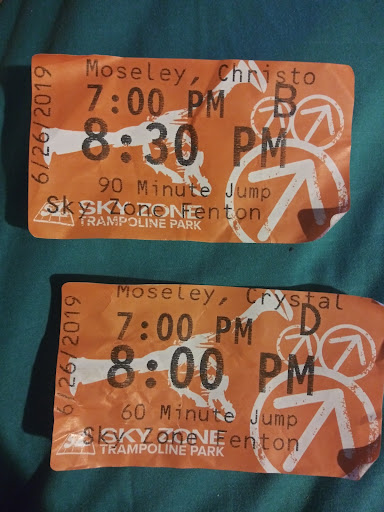 Moseley, Christo
6/26/2019
7:00 PM B
8:30 PM
90 Minute Jump
Sky Zone Fenton
SKY ZONE
TRAMPOLINE PARK
Moseley, Crystal
6/26/2019
7:00 PM D
8:00 PM
60 Minute Jump
Sky Zone Fenton
SKY ZONE
TRAMPOLINE PARK